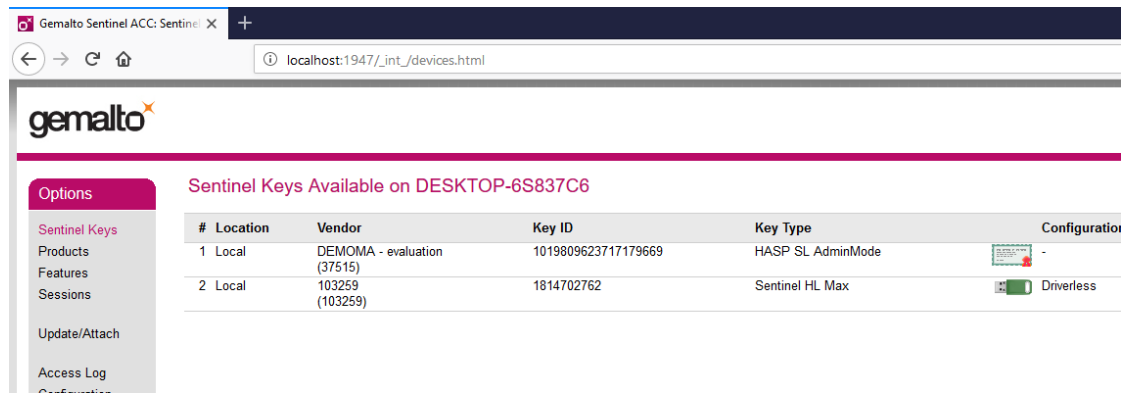 Gemalto Sentinel ACC: Sentine
localhost:1947/_int_/devices.html
gemalto
Options
Sentinel Keys
Products
Features
Sessions
Update/Attach
Access Log
Configuration
Sentinel Keys Available on DESKTOP-6S837C6
# Location Vendor Key ID Key Type Configuration
1 Local DEMOMA - evaluation 1019809623717179669 HASP SL AdminMode -
(37515)
2 Local 103259 1814702762 Sentinel HL Max Driverless
(103259)